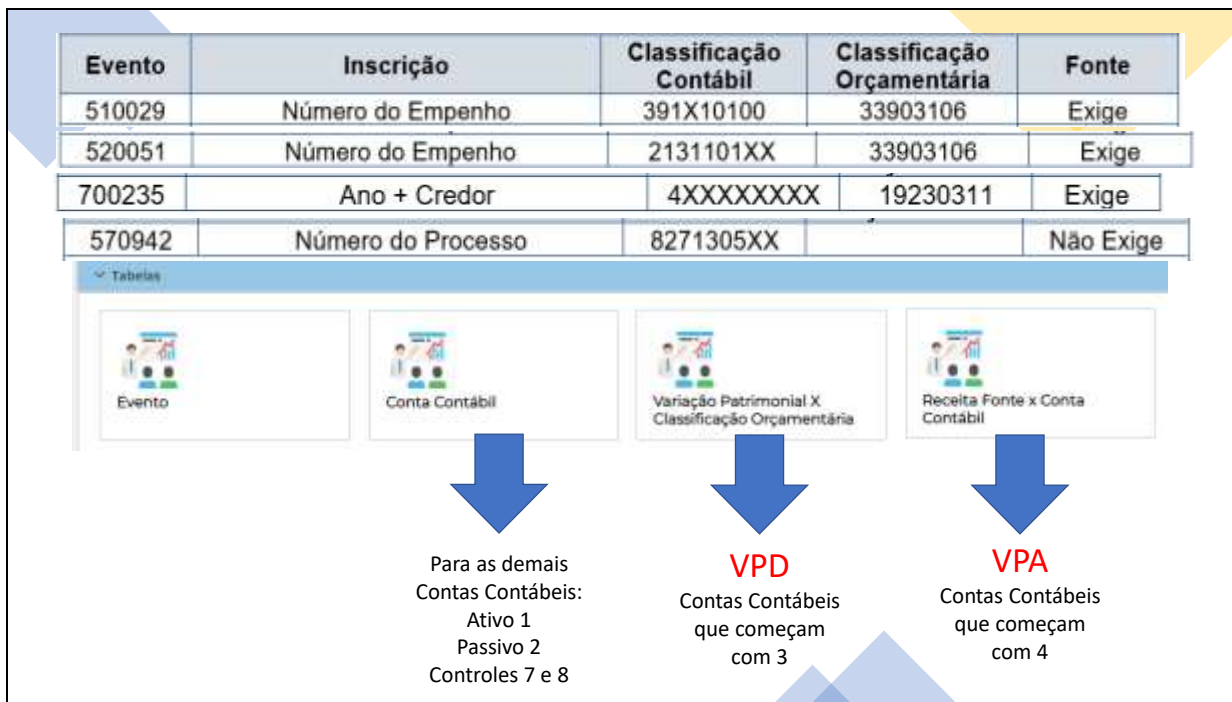 Evento Inscrição Classificação Contábil Classificação Orçamentária Fonte
510029 Número do Empenho 391X10100 33903106 Exige
520051 Número do Empenho 2131101XX 33903106 Exige
700235 Ano + Credor 4XXXXXXXX 19230311 Exige
570942 Número do Processo 8271305XX Não Exige
Tabelas
Evento
Conta Contábil
Variação Patrimonial X
Classificação Orçamentária
Receita Fonte x Conta
Contábil
Para as demais
Contas Contábeis:
Ativo 1
Passivo 2
Controles 7 e 8
VPD
Contas Contábeis
que começam
com 3
VPA
Contas Contábeis
que começam
com 4